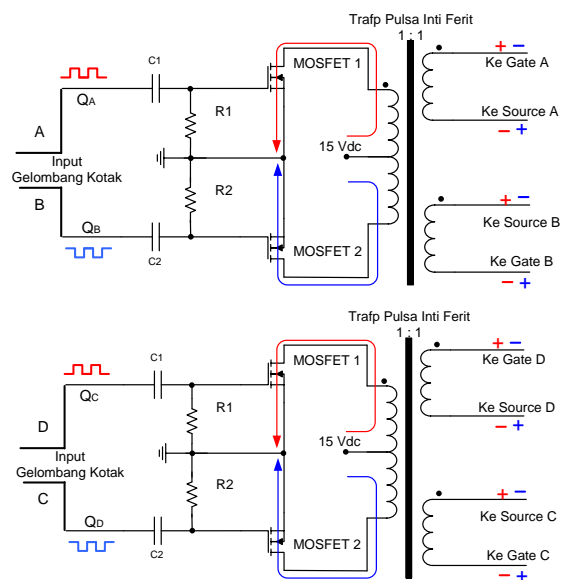 Trafp Pulsa Inti Ferit
1 : 1
C1
MOSFET 1
+ −
Ke Gate A
QA
A
R1
Ke Source A
− +
15 Vdc
Input
Gelombang Kotak
R2
B
+ −
Ke Source B
QB
MOSFET 2
Ke Gate B
C2
− +
Trafp Pulsa Inti Ferit
1 : 1
C1
MOSFET 1
+ −
Ke Gate D
QC
D
R1
Ke Source D
− +
15 Vdc
Input
Gelombang Kotak
R2
C
+ −
Ke Source C
QD
MOSFET 2
Ke Gate C
C2
− +